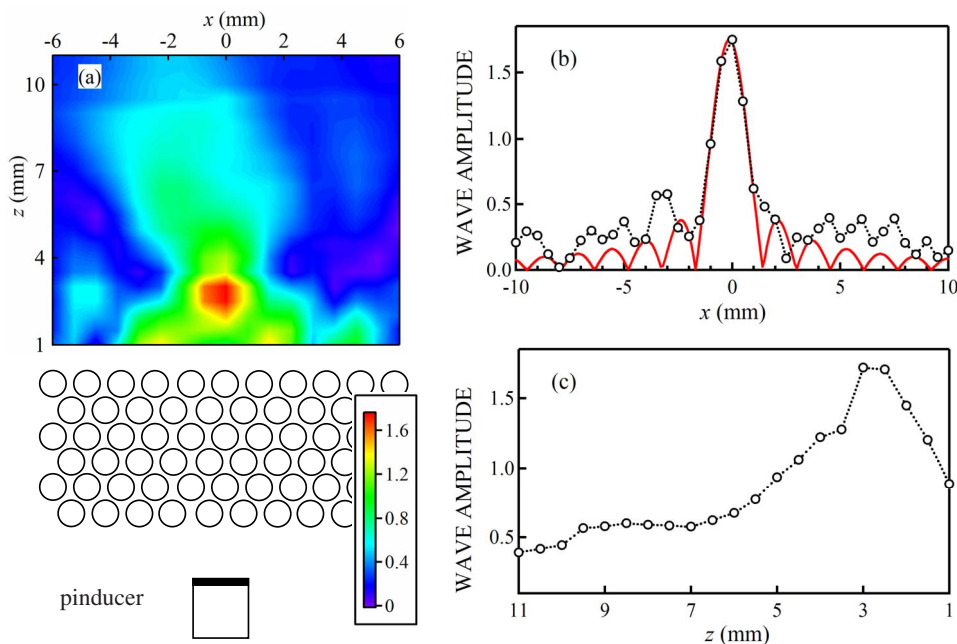 x (mm)
-6 -4 -2 0 2 4 6
(a)
10
7
4
1
z (mm)
1.6
1.2
0.8
0.4
0
pinducer
(b)
WAVE AMPLITUDE
1.5
1.0
0.5
0.0
-10 -5 0 5 10
x (mm)
(c)
WAVE AMPLITUDE
1.5
1.0
0.5
11 9 7 5 3 1
z (mm)